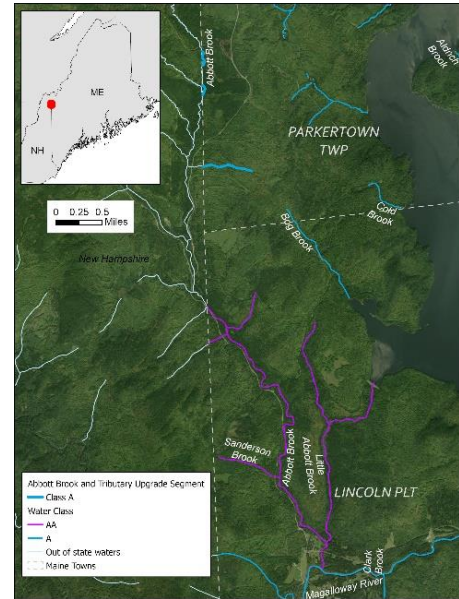 ME
NH
Abbott Brook
Aldrich
Brook
PARKERTOWN
TWP
0 0.25 0.5
Miles
Cold
Brook
Bog Brook
New Hampshire
Sanderson
Brook
Abbott Brook
Little
Abbott Brook
LINCOLN PLT
Abbott Brook and Tributary Upgrade Segment
Class A
Water Class
AA
A
Out of state waters
Maine Towns
Clark
Brook
Magalloway River